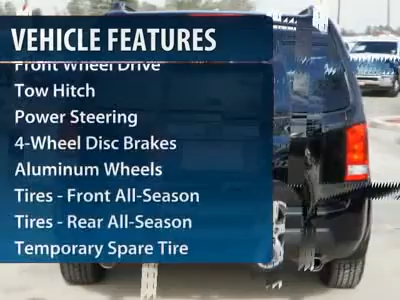 VEHICLE FEATURES
Front Wheel Drive
Tow Hitch
Power Steering
4-Wheel Disc Brakes
Aluminum Wheels
Tires - Front All-Season
Tires - Rear All-Season
Temporary Spare Tire